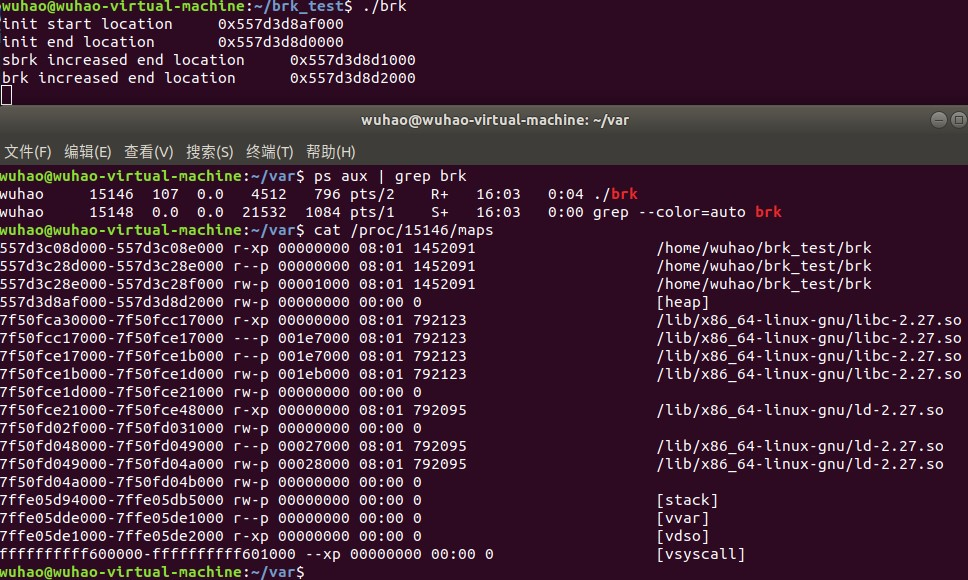 wuhao@wuhao-virtual-machine:~/brk_test$ ./brk
init start location     0x557d3d8af000
init end location       0x557d3d8d0000
sbrk increased end location     0x557d3d8d1000
brk increased end location      0x557d3d8d2000
wuhao@wuhao-virtual-machine: ~/var
文件(F) 编辑(E) 查看(V) 搜索(S) 终端(T) 帮助(H)
wuhao@wuhao-virtual-machine:~/var$ ps aux | grep brk
wuhao     15146  107  0.0   4512   796 pts/2    R+   16:03   0:04 ./brk
wuhao     15148  0.0  0.0  21532  1084 pts/1    S+   16:03   0:00 grep --color=auto brk
wuhao@wuhao-virtual-machine:~/var$ cat /proc/15146/maps
557d3c08d000-557d3c08e000 r-xp 00000000 08:01 1452091                    /home/wuhao/brk_test/brk
557d3c28d000-557d3c28e000 r--p 00000000 08:01 1452091                    /home/wuhao/brk_test/brk
557d3c28e000-557d3c28f000 rw-p 00001000 08:01 1452091                    /home/wuhao/brk_test/brk
557d3d8af000-557d3d8d2000 rw-p 00000000 00:00 0                          [heap]
7f50fca30000-7f50fcc17000 r-xp 00000000 08:01 792123                     /lib/x86_64-linux-gnu/libc-2.27.so
7f50fcc17000-7f50fce17000 ---p 001e7000 08:01 792123                     /lib/x86_64-linux-gnu/libc-2.27.so
7f50fce17000-7f50fce1b000 r--p 001e7000 08:01 792123                     /lib/x86_64-linux-gnu/libc-2.27.so
7f50fce1b000-7f50fce1d000 rw-p 001eb000 08:01 792123                     /lib/x86_64-linux-gnu/libc-2.27.so
7f50fce1d000-7f50fce21000 rw-p 00000000 00:00 0
7f50fce21000-7f50fce48000 r-xp 00000000 08:01 792095                     /lib/x86_64-linux-gnu/ld-2.27.so
7f50fd02f000-7f50fd031000 rw-p 00000000 00:00 0
7f50fd048000-7f50fd049000 r--p 00027000 08:01 792095                     /lib/x86_64-linux-gnu/ld-2.27.so
7f50fd049000-7f50fd04a000 rw-p 00028000 08:01 792095                     /lib/x86_64-linux-gnu/ld-2.27.so
7f50fd04a000-7f50fd04b000 rw-p 00000000 00:00 0
7ffe05d94000-7ffe05db5000 rw-p 00000000 00:00 0                          [stack]
7ffe05dde000-7ffe05de1000 r--p 00000000 00:00 0                          [vvar]
7ffe05de1000-7ffe05de2000 r-xp 00000000 00:00 0                          [vdso]
ffffffffff600000-ffffffffff601000 --xp 00000000 00:00 0                  [vsyscall]
wuhao@wuhao-virtual-machine:~/var$